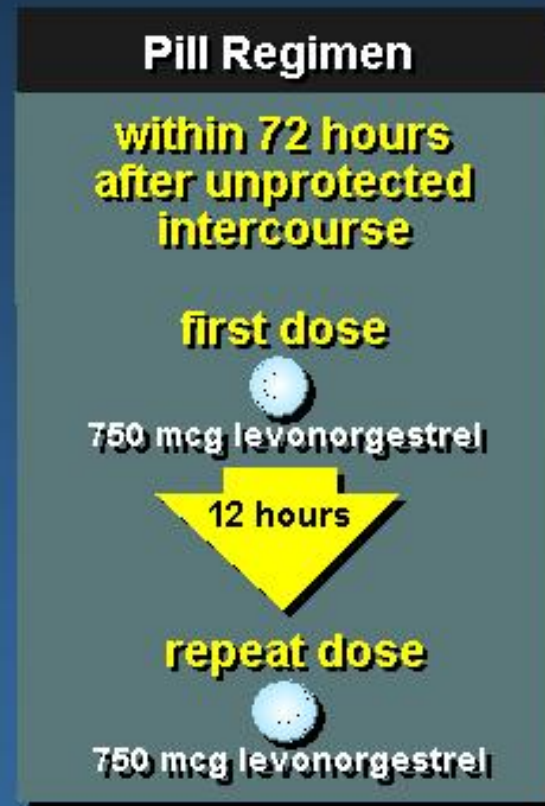 Pill Regimen
within 72 hours
after unprotected
intercourse
first dose
750 mcg levonorgestrel
12 hours
repeat dose
750 mcg levonorgestrel